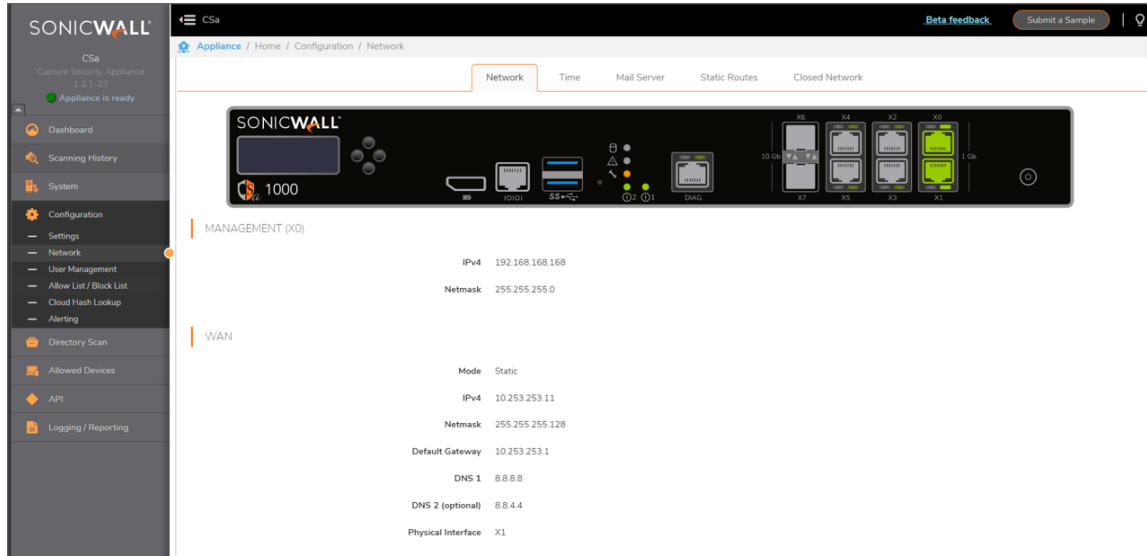 SONICWALL
CSa
Capture Security Appliance
1.2.1-23
Appliance is ready
Dashboard
Scanning History
System
Configuration
Settings
Network
User Management
Allow List / Block List
Cloud Hash Lookup
Alerting
Directory Scan
Allowed Devices
API
Logging / Reporting
CSa
Beta feedback
Submit a Sample
Appliance / Home / Configuration / Network
Network Time Mail Server Static Routes Closed Network
SONICWALL
CSa 1000
X6 X4 X2 X0
10 Gb 1 Gb
IOIOI SS 2 1 DIAG X7 X5 X3 X1
MANAGEMENT (X0)
IPv4 192.168.168.168
Netmask 255.255.255.0
WAN
Mode Static
IPv4 10.253.253.11
Netmask 255.255.255.128
Default Gateway 10.253.253.1
DNS 1 8.8.8.8
DNS 2 (optional) 8.8.4.4
Physical Interface X1